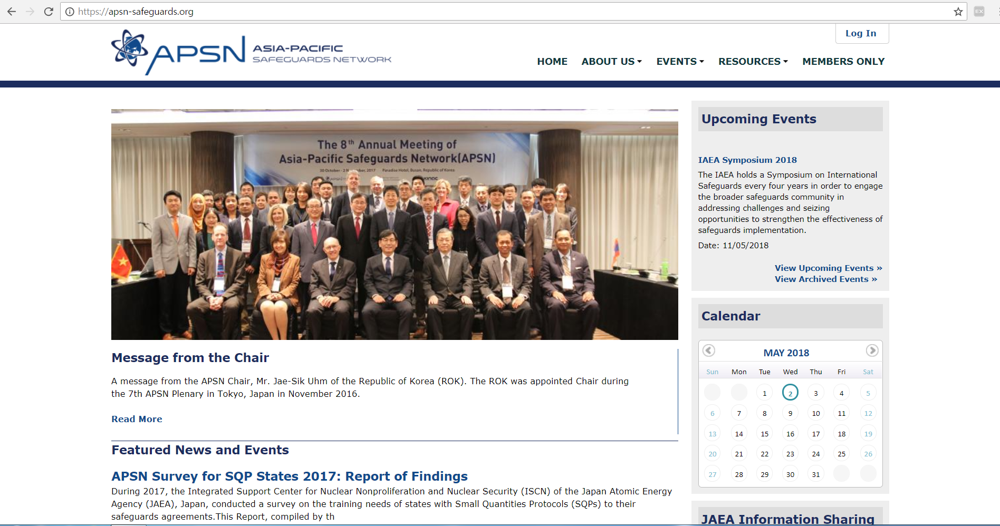 https://apsn-safeguards.org
Log In
APSN ASIA-PACIFIC
SAFEGUARDS NETWORK
HOME ABOUT US EVENTS RESOURCES MEMBERS ONLY
The 8th Annual Meeting of
Asia-Pacific Safeguards Network(APSN)
30 October - 2 November, 2017 Paradise Hotel, Busan, Republic of Korea
Message from the Chair
A message from the APSN Chair, Mr. Jae-Sik Uhm of the Republic of Korea (ROK). The ROK was appointed Chair during
the 7th APSN Plenary in Tokyo, Japan in November 2016.
Read More
Featured News and Events
APSN Survey for SQP States 2017: Report of Findings
During 2017, the Integrated Support Center for Nuclear Nonproliferation and Nuclear Security (ISCN) of the Japan Atomic Energy
Agency (JAEA), Japan, conducted a survey on the training needs of states with Small Quantities Protocols (SQPs) to their
safeguards agreements.This Report, compiled by th
Upcoming Events
IAEA Symposium 2018
The IAEA holds a Symposium on International
Safeguards every four years in order to engage
the broader safeguards community in
addressing challenges and seizing
opportunities to strengthen the effectiveness of
safeguards implementation.
Date: 11/05/2018
View Upcoming Events »
View Archived Events »
Calendar
MAY 2018
Sun Mon Tue Wed Thu Fri Sat
1 2 3 4 5
6 7 8 9 10 11 12
13 14 15 16 17 18 19
20 21 22 23 24 25 26
27 28 29 30 31
JAEA Information Sharing